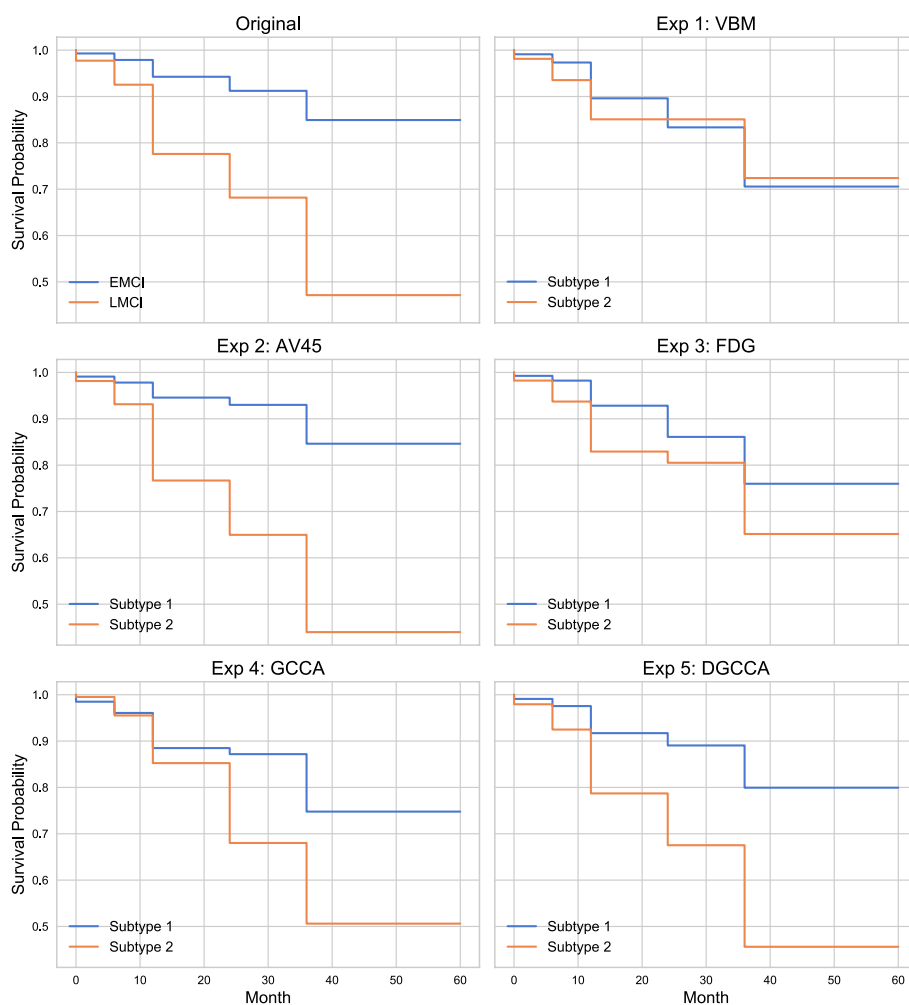 Original
Survival Probability
1.0
0.9
0.8
0.7
0.6
0.5
EMCI
LMCI
Exp 1: VBM
Subtype 1
Subtype 2
Exp 2: AV45
Survival Probability
1.0
0.9
0.8
0.7
0.6
0.5
Subtype 1
Subtype 2
Exp 3: FDG
Subtype 1
Subtype 2
Exp 4: GCCA
Survival Probability
1.0
0.9
0.8
0.7
0.6
0.5
Subtype 1
Subtype 2
0 10 20 30 40 50 60
Month
Exp 5: DGCCA
Subtype 1
Subtype 2
0 10 20 30 40 50 60
Month